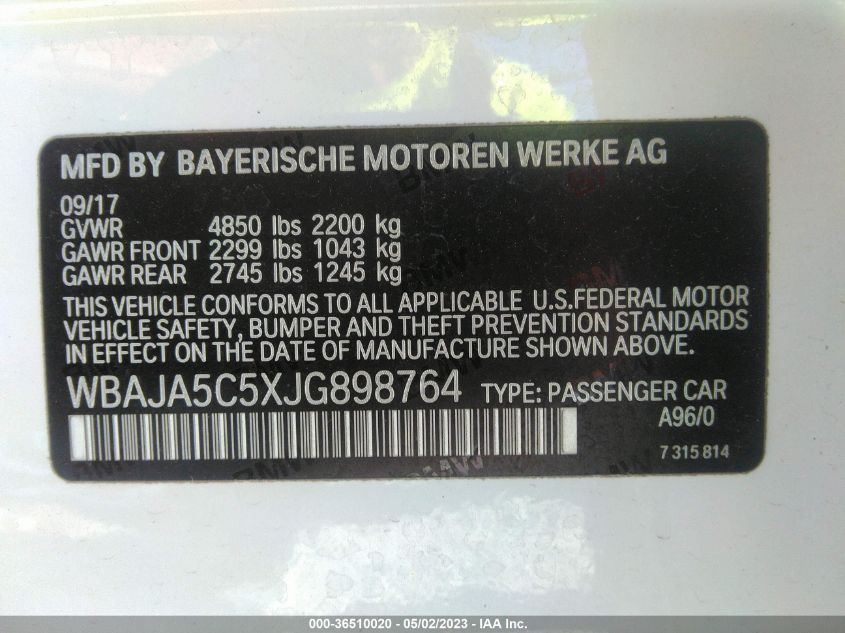 MFD BY BAYERISCHE MOTOREN WERKE AG
09/17
GVWR 4850 lbs 2200 kg
GAWR FRONT 2299 lbs 1043 kg
GAWR REAR 2745 lbs 1245 kg
THIS VEHICLE CONFORMS TO ALL APPLICABLE U.S.FEDERAL MOTOR
VEHICLE SAFETY, BUMPER AND THEFT PREVENTION STANDARDS
IN EFFECT ON THE DATE OF MANUFACTURE SHOWN ABOVE.
WBAJA5C5XJG898764 TYPE: PASSENGER CAR
A96/0
7 315 814
000-36510020 - 05/02/2023 - IAA Inc.